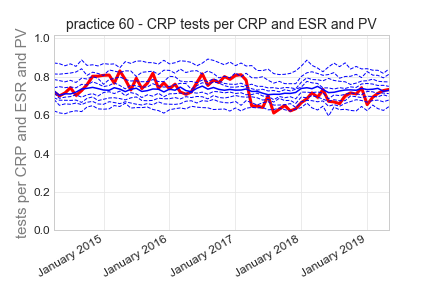 practice 60 - CRP tests per CRP and ESR and PV
tests per CRP and ESR and PV
1.0
0.8
0.6
0.4
0.2
0.0
January 2015
January 2016
January 2017
January 2018
January 2019